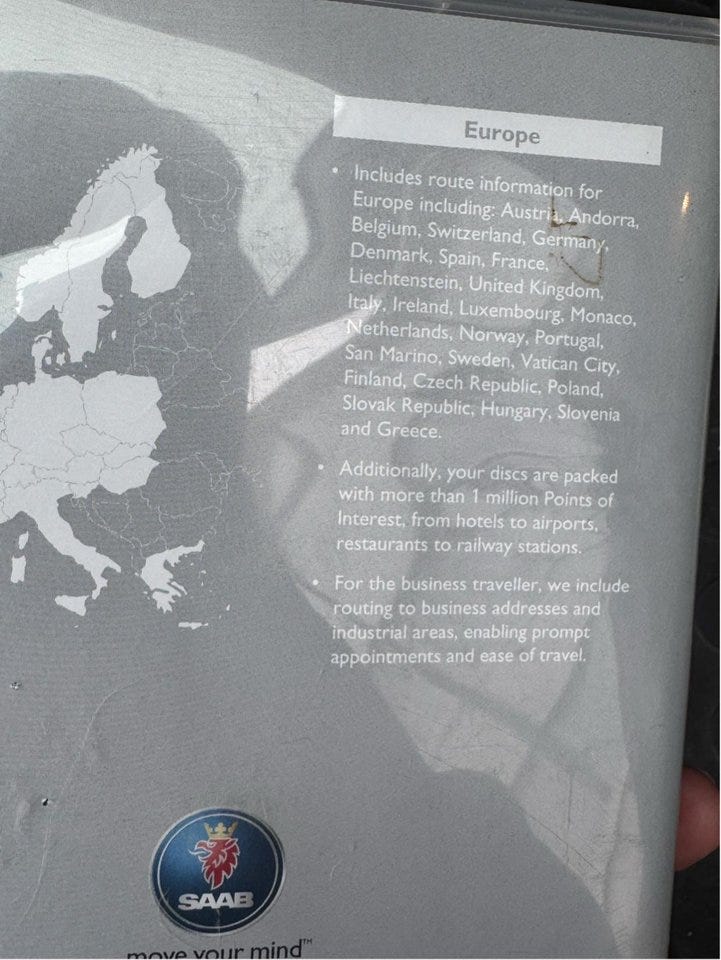 Europe
• Includes route information for
Europe including: Austria, Andorra,
Belgium, Switzerland, Germany,
Denmark, Spain, France,
Liechtenstein, United Kingdom,
Italy, Ireland, Luxembourg, Monaco,
Netherlands, Norway, Portugal,
San Marino, Sweden, Vatican City,
Finland, Czech Republic, Poland,
Slovak Republic, Hungary, Slovenia
and Greece.
• Additionally, your discs are packed
with more than 1 million Points of
Interest, from hotels to airports,
restaurants to railway stations.
• For the business traveller, we include
routing to business addresses and
industrial areas, enabling prompt
appointments and ease of travel.
SAAB
move your mind™